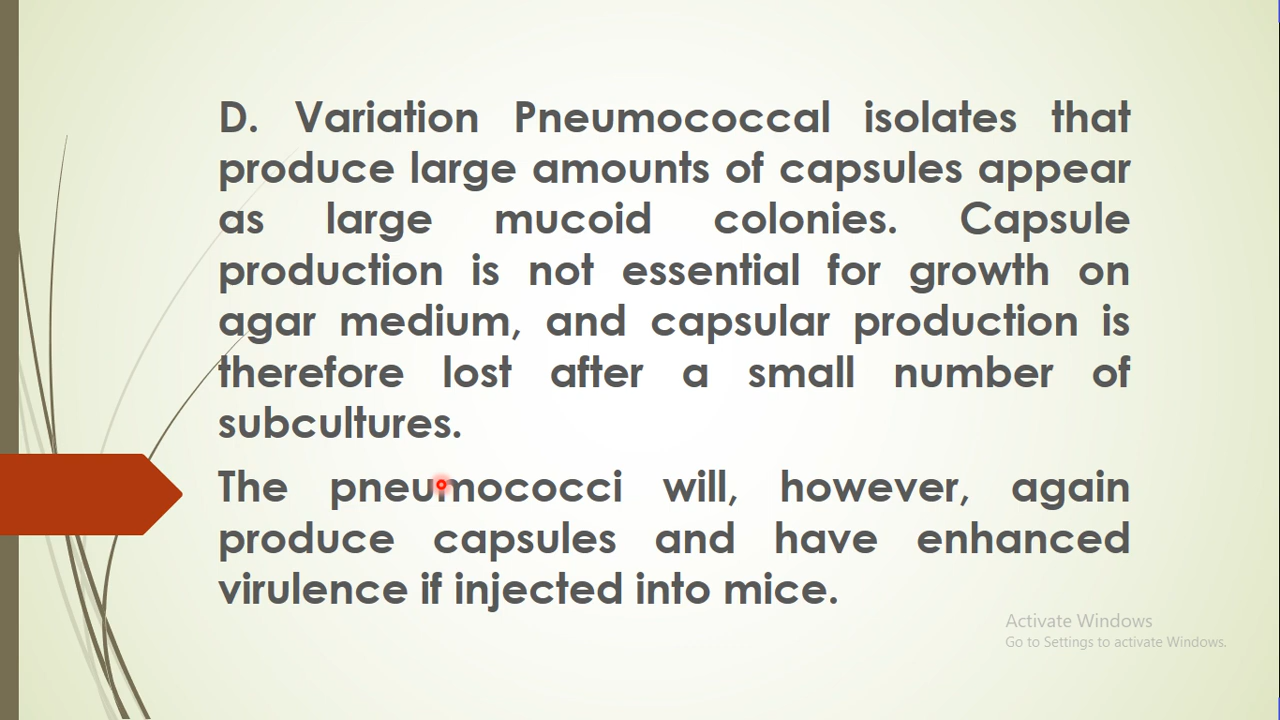 D. Variation Pneumococcal isolates that
produce large amounts of capsules appear
as large mucoid colonies. Capsule
production is not essential for growth on
agar medium, and capsular production is
therefore lost after a small number of
subcultures.
The pneumococci will, however, again
produce capsules and have enhanced
virulence if injected into mice.
Activate Windows
Go to Settings to activate Windows.